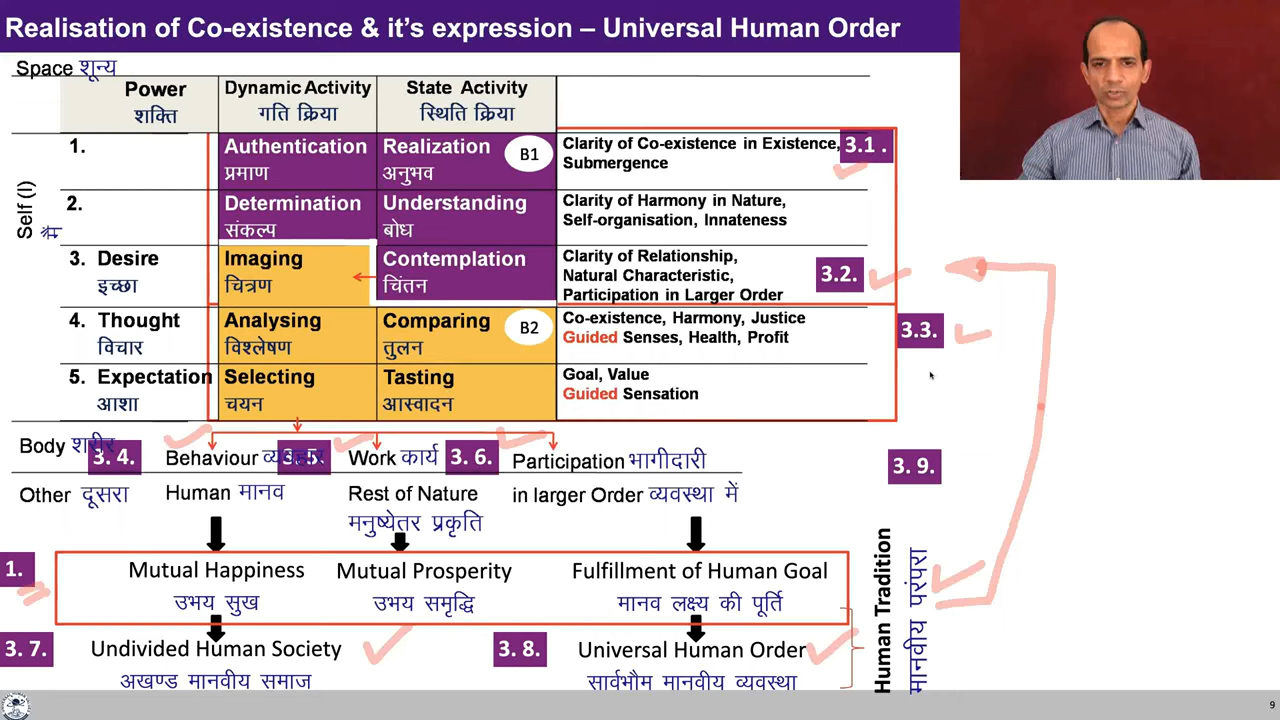 Realisation of Co-existence & it's expression – Universal Human Order
Space शून्य
Power
शक्ति
Dynamic Activity
गति क्रिया
State Activity
स्थिति क्रिया
Self (I)
मैं
1.
Authentication
प्रमाण
Realization
अनुभव
B1
Clarity of Co-existence in Existence,
Submergence
3.1 .
2.
Determination
संकल्प
Understanding
बोध
Clarity of Harmony in Nature,
Self-organisation, Innateness
3. Desire
इच्छा
Imaging
चित्रण
Contemplation
चिंतन
Clarity of Relationship,
Natural Characteristic,
Participation in Larger Order
3.2.
4. Thought
विचार
Analysing
विश्लेषण
Comparing
तुलन
B2
Co-existence, Harmony, Justice
Guided Senses, Health, Profit
3.3.
5. Expectation
आशा
Selecting
चयन
Tasting
आस्वादन
Goal, Value
Guided Sensation
Body शरीर
3. 4.
Behaviour व्यवहार
3. 5.
Work कार्य
3. 6.
Participation भागीदारी
3. 9.
Other दूसरा
Human मानव
Rest of Nature
मनुष्येतर प्रकृति
in larger Order व्यवस्था में
1.
Mutual Happiness
उभय सुख
Mutual Prosperity
उभय समृद्धि
Fulfillment of Human Goal
मानव लक्ष्य की पूर्ति
3. 7.
Undivided Human Society
अखण्ड मानवीय समाज
3. 8.
Universal Human Order
सार्वभौम मानवीय व्यवस्था
Human Tradition
मानवीय परंपरा
9